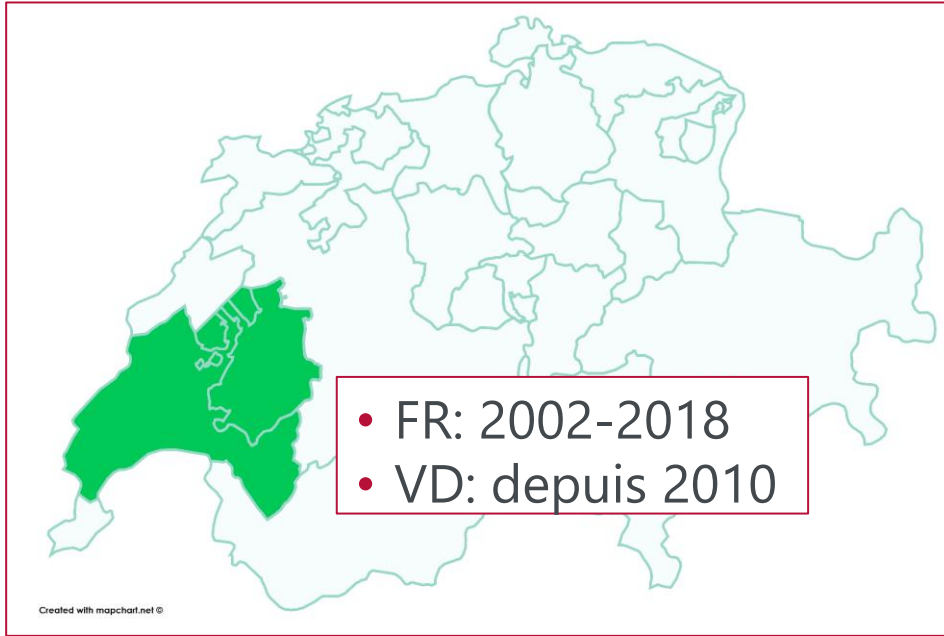 • FR: 2002-2018
• VD: depuis 2010
Created with mapchart.net ©